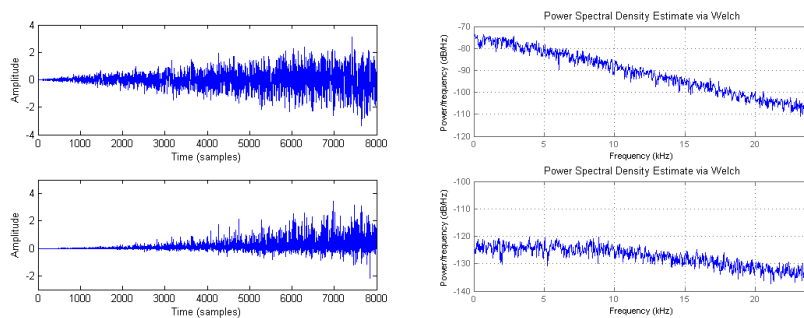 4
2
0
-2
-4
Amplitude
0 1000 2000 3000 4000 5000 6000 7000 8000
Time (samples)
Power Spectral Density Estimate via Welch
-70
-80
-90
-100
-110
-120
Power/frequency (dB/Hz)
0 5 10 15 20
Frequency (kHz)
4
2
0
-2
Amplitude
0 1000 2000 3000 4000 5000 6000 7000 8000
Time (samples)
Power Spectral Density Estimate via Welch
-100
-110
-120
-130
-140
Power/frequency (dB/Hz)
0 5 10 15 20
Frequency (kHz)